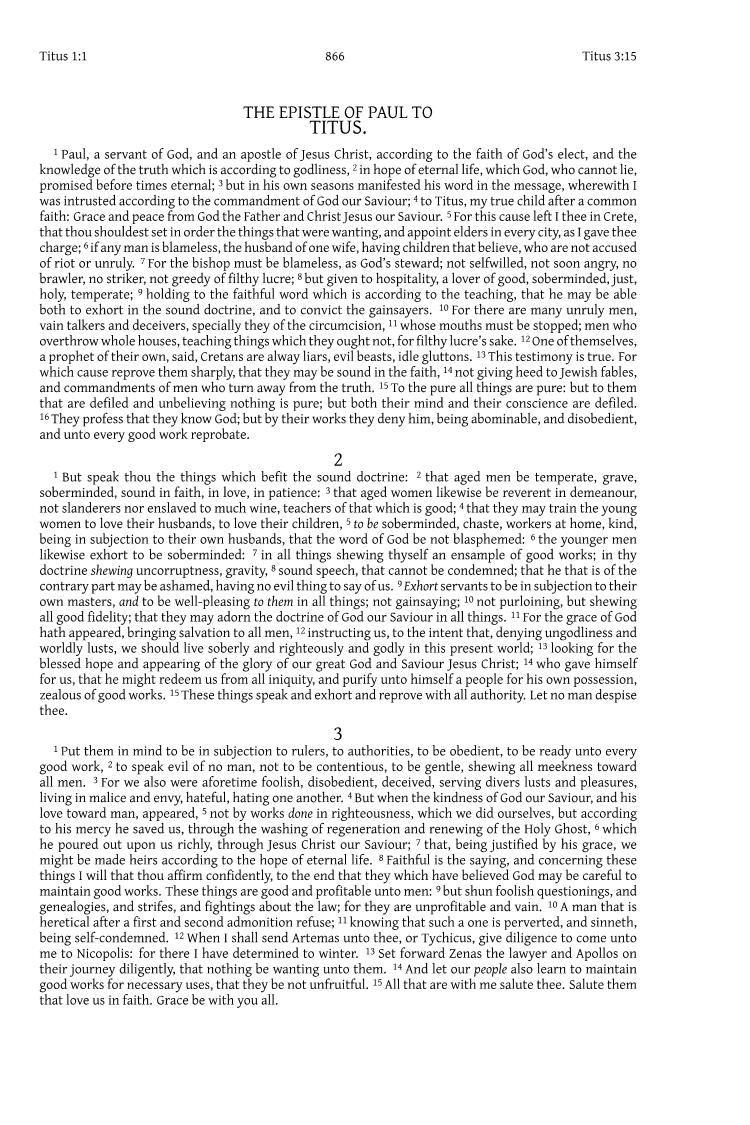 Titus 1:1 866 Titus 3:15
THE EPISTLE OF PAUL TO
TITUS.
1 Paul, a servant of God, and an apostle of Jesus Christ, according to the faith of God’s elect, and the
knowledge of the truth which is according to godliness, 2 in hope of eternal life, which God, who cannot lie,
promised before times eternal; 3 but in his own seasons manifested his word in the message, wherewith I
was intrusted according to the commandment of God our Saviour; 4 to Titus, my true child after a common
faith: Grace and peace from God the Father and Christ Jesus our Saviour. 5 For this cause left I thee in Crete,
that thou shouldest set in order the things that were wanting, and appoint elders in every city, as I gave thee
charge; 6 if any man is blameless, the husband of one wife, having children that believe, who are not accused
of riot or unruly. 7 For the bishop must be blameless, as God’s steward; not selfwilled, not soon angry, no
brawler, no striker, not greedy of filthy lucre; 8 but given to hospitality, a lover of good, soberminded, just,
holy, temperate; 9 holding to the faithful word which is according to the teaching, that he may be able
both to exhort in the sound doctrine, and to convict the gainsayers. 10 For there are many unruly men,
vain talkers and deceivers, specially they of the circumcision, 11 whose mouths must be stopped; men who
overthrow whole houses, teaching things which they ought not, for filthy lucre’s sake. 12 One of themselves,
a prophet of their own, said, Cretans are alway liars, evil beasts, idle gluttons. 13 This testimony is true. For
which cause reprove them sharply, that they may be sound in the faith, 14 not giving heed to Jewish fables,
and commandments of men who turn away from the truth. 15 To the pure all things are pure: but to them
that are defiled and unbelieving nothing is pure; but both their mind and their conscience are defiled.
16 They profess that they know God; but by their works they deny him, being abominable, and disobedient,
and unto every good work reprobate.
2
1 But speak thou the things which befit the sound doctrine: 2 that aged men be temperate, grave,
soberminded, sound in faith, in love, in patience: 3 that aged women likewise be reverent in demeanour,
not slanderers nor enslaved to much wine, teachers of that which is good; 4 that they may train the young
women to love their husbands, to love their children, 5 to be soberminded, chaste, workers at home, kind,
being in subjection to their own husbands, that the word of God be not blasphemed: 6 the younger men
likewise exhort to be soberminded: 7 in all things shewing thyself an ensample of good works; in thy
doctrine shewing uncorruptness, gravity, 8 sound speech, that cannot be condemned; that he that is of the
contrary part may be ashamed, having no evil thing to say of us. 9 Exhort servants to be in subjection to their
own masters, and to be well-pleasing to them in all things; not gainsaying; 10 not purloining, but shewing
all good fidelity; that they may adorn the doctrine of God our Saviour in all things. 11 For the grace of God
hath appeared, bringing salvation to all men, 12 instructing us, to the intent that, denying ungodliness and
worldly lusts, we should live soberly and righteously and godly in this present world; 13 looking for the
blessed hope and appearing of the glory of our great God and Saviour Jesus Christ; 14 who gave himself
for us, that he might redeem us from all iniquity, and purify unto himself a people for his own possession,
zealous of good works. 15 These things speak and exhort and reprove with all authority. Let no man despise
thee.
3
1 Put them in mind to be in subjection to rulers, to authorities, to be obedient, to be ready unto every
good work, 2 to speak evil of no man, not to be contentious, to be gentle, shewing all meekness toward
all men. 3 For we also were aforetime foolish, disobedient, deceived, serving divers lusts and pleasures,
living in malice and envy, hateful, hating one another. 4 But when the kindness of God our Saviour, and his
love toward man, appeared, 5 not by works done in righteousness, which we did ourselves, but according
to his mercy he saved us, through the washing of regeneration and renewing of the Holy Ghost, 6 which
he poured out upon us richly, through Jesus Christ our Saviour; 7 that, being justified by his grace, we
might be made heirs according to the hope of eternal life. 8 Faithful is the saying, and concerning these
things I will that thou affirm confidently, to the end that they which have believed God may be careful to
maintain good works. These things are good and profitable unto men: 9 but shun foolish questionings, and
genealogies, and strifes, and fightings about the law; for they are unprofitable and vain. 10 A man that is
heretical after a first and second admonition refuse; 11 knowing that such a one is perverted, and sinneth,
being self-condemned. 12 When I shall send Artemas unto thee, or Tychicus, give diligence to come unto
me to Nicopolis: for there I have determined to winter. 13 Set forward Zenas the lawyer and Apollos on
their journey diligently, that nothing be wanting unto them. 14 And let our people also learn to maintain
good works for necessary uses, that they be not unfruitful. 15 All that are with me salute thee. Salute them
that love us in faith. Grace be with you all.